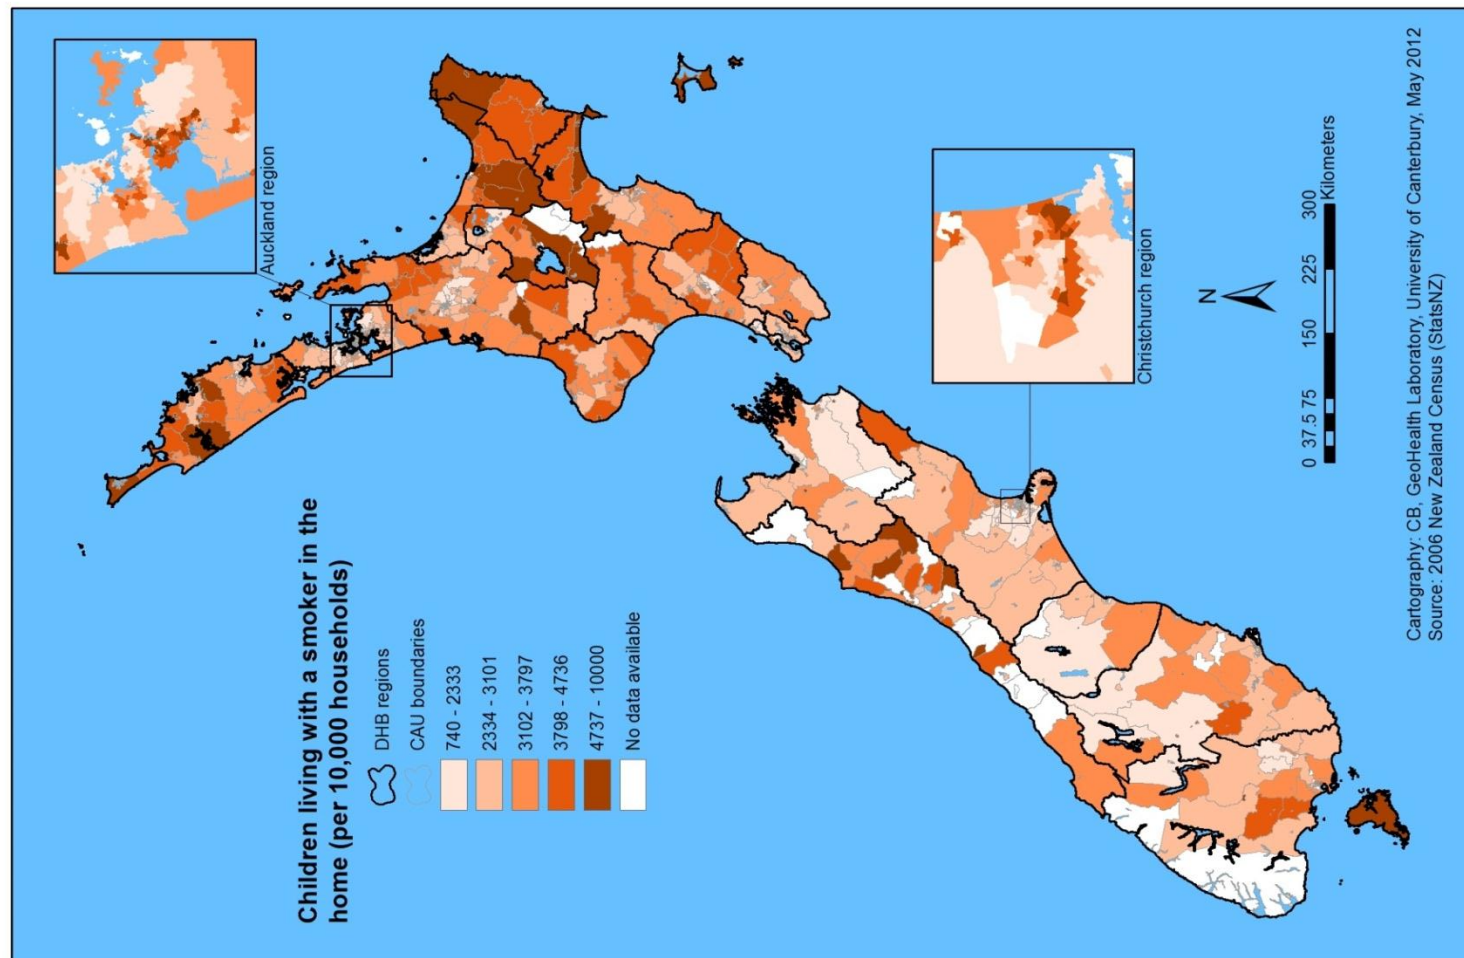 Children living with a smoker in the
home (per 10,000 households)
DHB regions
CAU boundaries
740 - 2333
2334 - 3101
3102 - 3797
3798 - 4736
4737 - 10000
No data available
Auckland region
Christchurch region
N
0 37.5 75 150 225 300
Kilometers
Cartography: CB, GeoHealth Laboratory, University of Canterbury, May 2012
Source: 2006 New Zealand Census (StatsNZ)